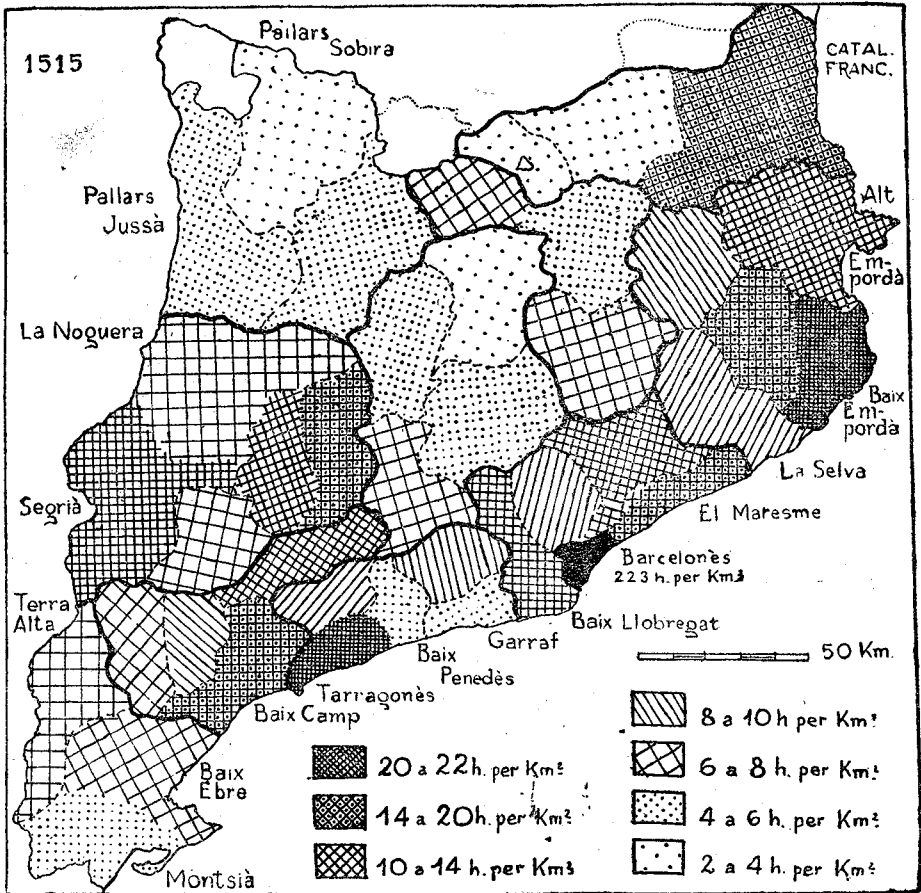 1515
Pallars
Sobirà
CATAL.
FRANC.
Pallars
Jussà
Alt
Em-
pordà
La Noguera
Baix
Em-
pordà
La Selva
Segrià
El Maresme
Barcelonès
223 h. per Km²
Terra
Alta
Baix Llobregat
Garraf
Baix
Penedès
50 Km.
Tarragonès
Baix Camp
Baix
Ebre
Montsià
20 a 22 h. per Km²
14 a 20 h. per Km²
10 a 14 h. per Km²
8 a 10 h per Km²
6 a 8 h. per Km²
4 a 6 h. per Km²
2 a 4 h. per Km²